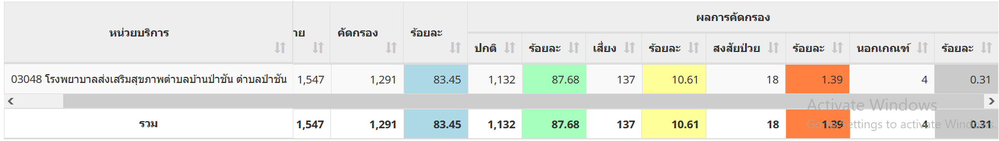 ผลการคัดกรอง
หน่วยบริการ าย คัดกรอง ร้อยละ
ปกติ ร้อยละ เสี่ยง ร้อยละ สงสัยป่วย ร้อยละ นอกเกณฑ์ ร้อยละ
03048 โรงพยาบาลส่งเสริมสุขภาพตำบลบ้านป่าชัน ตำบลป่าชัน 1,547 1,291 83.45 1,132 87.68 137 10.61 18 1.39 4 0.31
Activate Windows
รวม 1,547 1,291 83.45 1,132 87.68 137 10.61 18 1.39 4 0.31
Go to Settings to activate Windows.